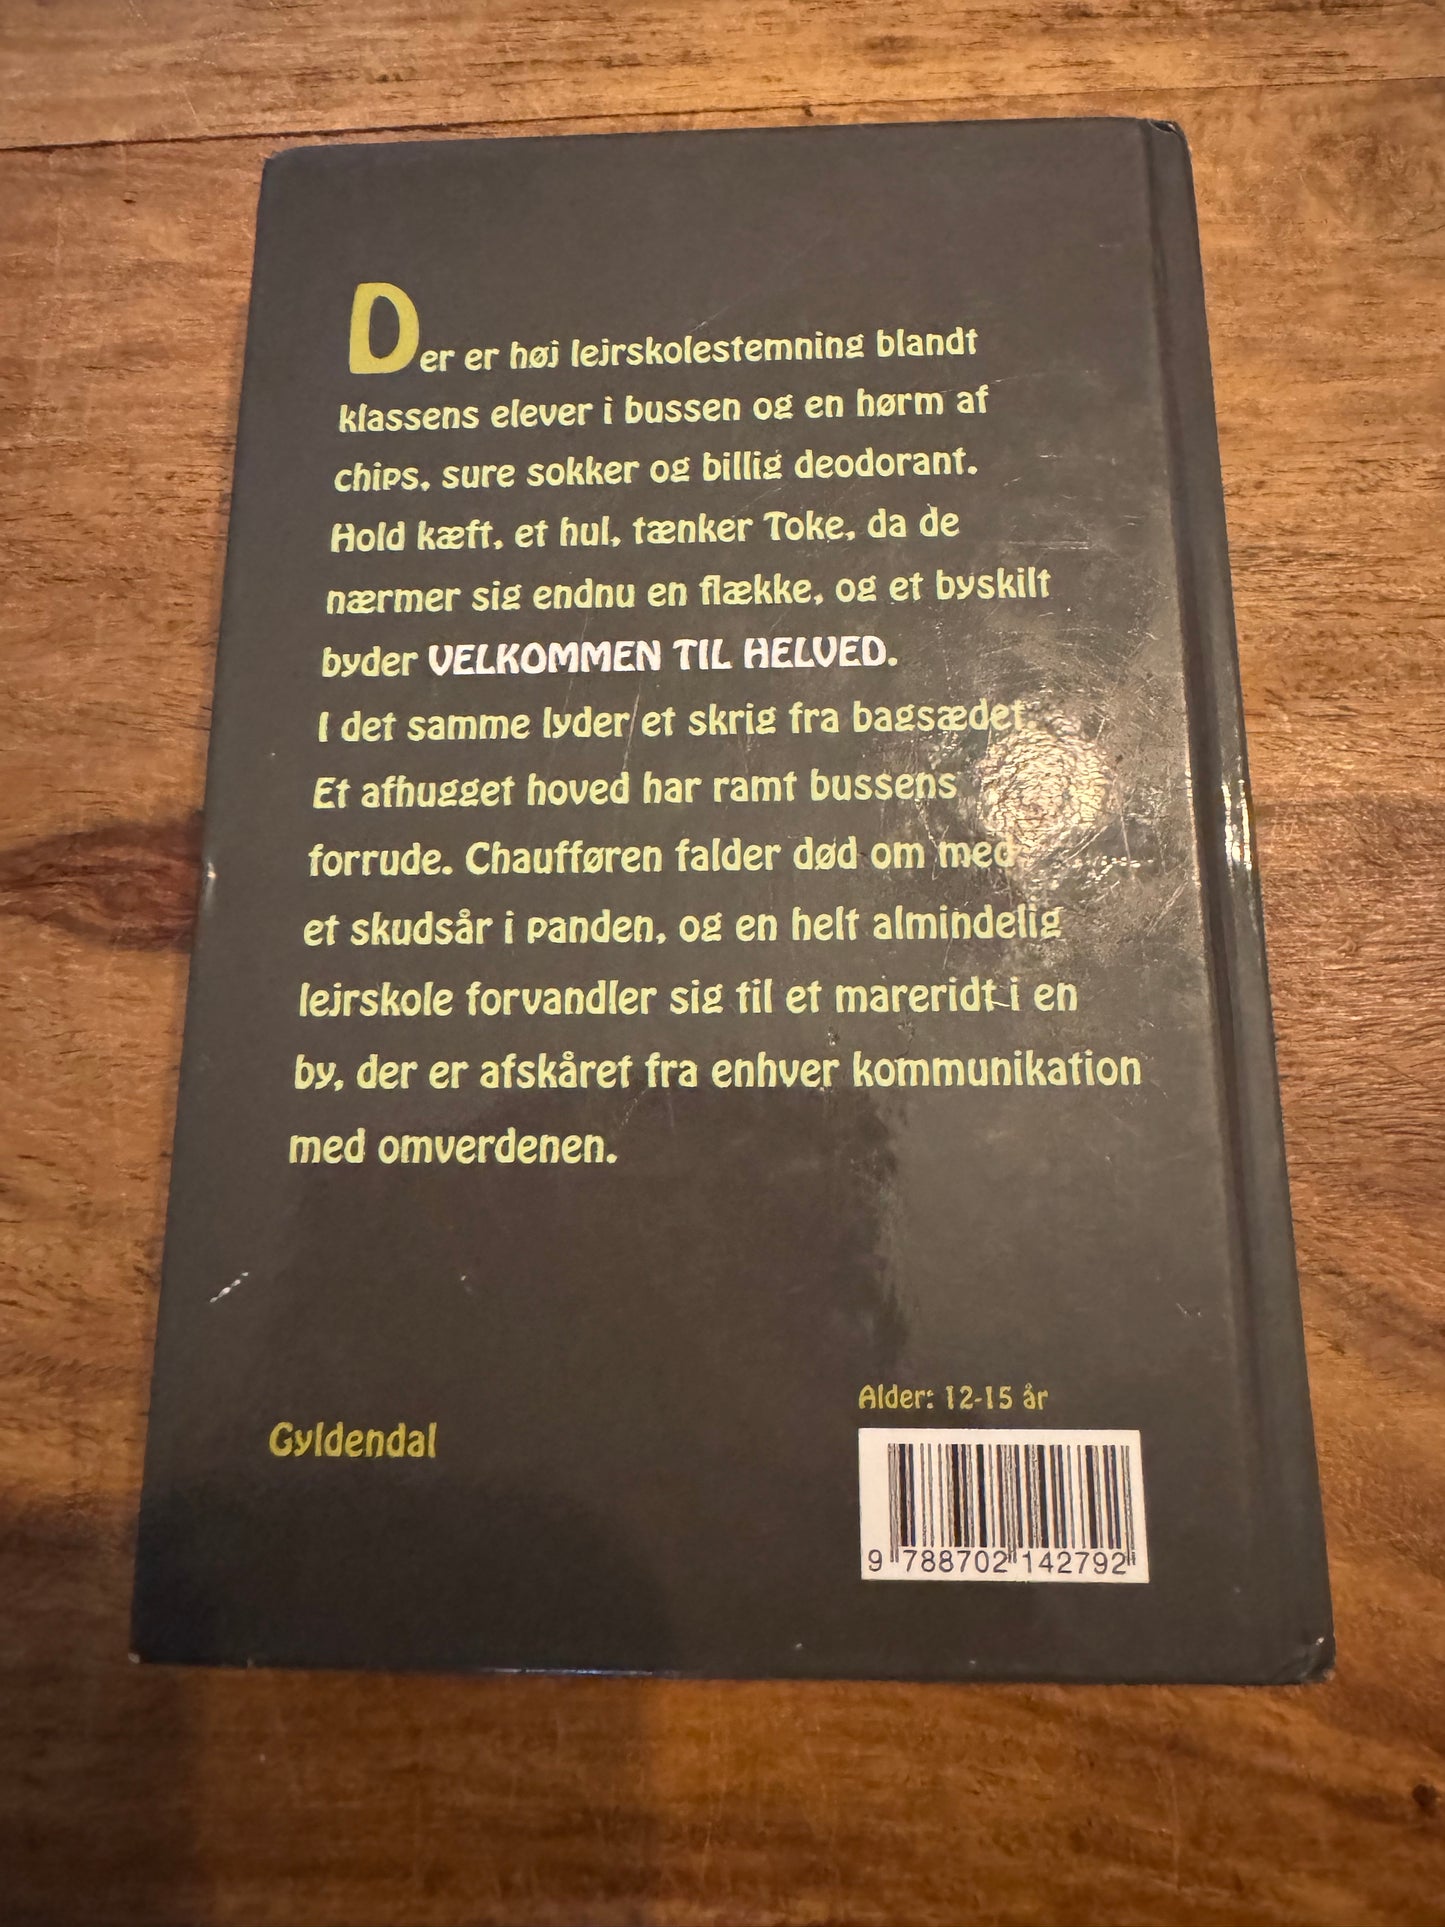 Der er høj lejrskolestemning blandt
klassens elever i bussen og en hørm af
chips, sure sokker og billig deodorant.
Hold kæft, et hul, tænker Toke, da de
nærmer sig endnu en flække, og et byskilt
byder VELKOMMEN TIL HELVED.
I det samme lyder et skrig fra bagsædet.
Et afhugget hoved har ramt bussens
forrude. Chaufføren falder død om med
et skudsår i panden, og en helt almindelig
lejrskole forvandler sig til et mareridt i en
by, der er afskåret fra enhver kommunikation
med omverdenen.
Alder: 12-15 år
Gyldendal
9 788702 142792